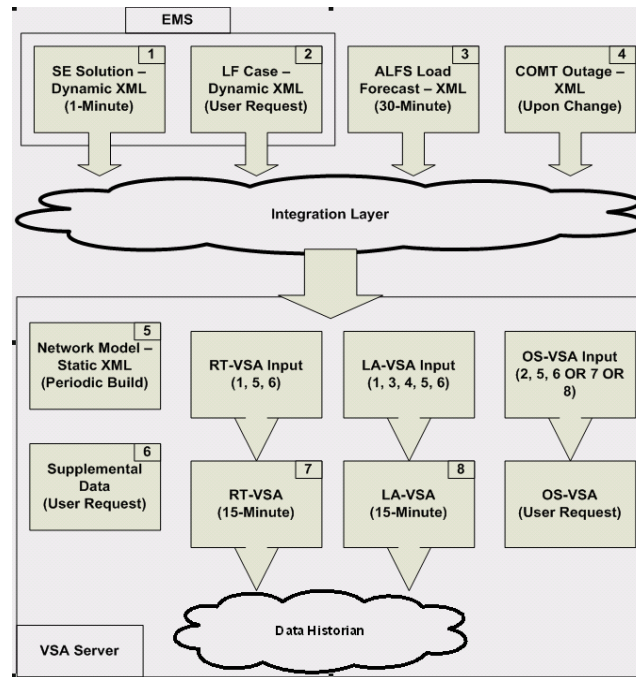 EMS
1
SE Solution –
Dynamic XML
(1-Minute)
2
LF Case –
Dynamic XML
(User Request)
3
ALFS Load
Forecast – XML
(30-Minute)
4
COMT Outage –
XML
(Upon Change)
Integration Layer
5
Network Model –
Static XML
(Periodic Build)
RT-VSA Input
(1, 5, 6)
LA-VSA Input
(1, 3, 4, 5, 6)
OS-VSA Input
(2, 5, 6 OR 7 OR
8)
6
Supplemental
Data
(User Request)
7
RT-VSA
(15-Minute)
8
LA-VSA
(15-Minute)
OS-VSA
(User Request)
Data Historian
VSA Server